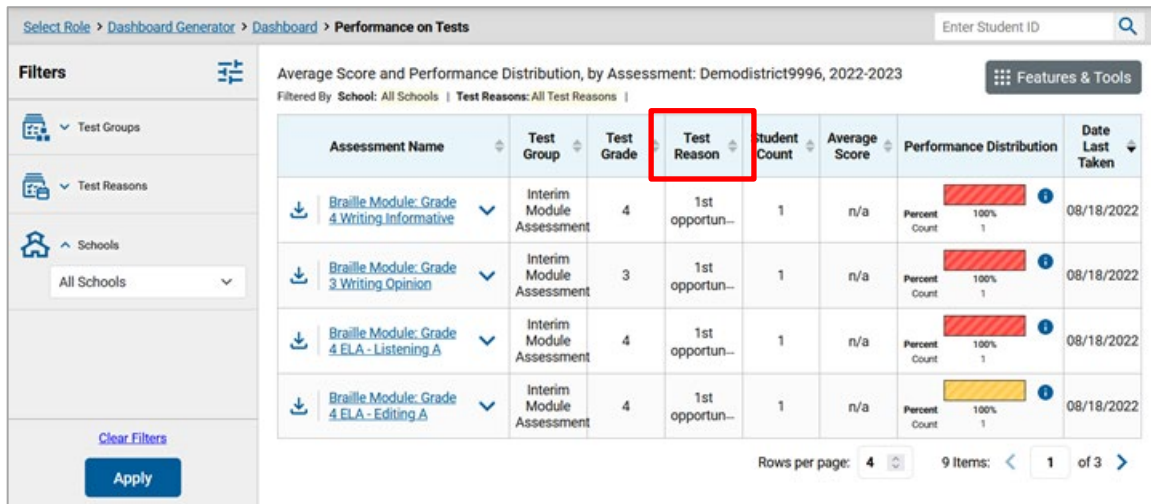 Select Role > Dashboard Generator > Dashboard > Performance on Tests
Enter Student ID
Filters
Test Groups
Test Reasons
Schools
All Schools
Clear Filters
Apply
Average Score and Performance Distribution, by Assessment: Demodistrict9996, 2022-2023
Features & Tools
Filtered By School: All Schools | Test Reasons: All Test Reasons |
Assessment Name
Test
Group
Test
Grade
Test
Reason
Student
Count
Average
Score
Performance Distribution
Date
Last
Taken
Braille Module: Grade
4 Writing Informative
Interim
Module
Assessment
4
1st
opportun...
1
n/a
Percent 100%
Count 1
08/18/2022
Braille Module: Grade
3 Writing Opinion
Interim
Module
Assessment
3
1st
opportun...
1
n/a
Percent 100%
Count 1
08/18/2022
Braille Module: Grade
4 ELA - Listening A
Interim
Module
Assessment
4
1st
opportun...
1
n/a
Percent 100%
Count 1
08/18/2022
Braille Module: Grade
4 ELA - Editing A
Interim
Module
Assessment
4
1st
opportun...
1
n/a
Percent 100%
Count 1
08/18/2022
Rows per page: 4 9 Items: < 1 of 3 >